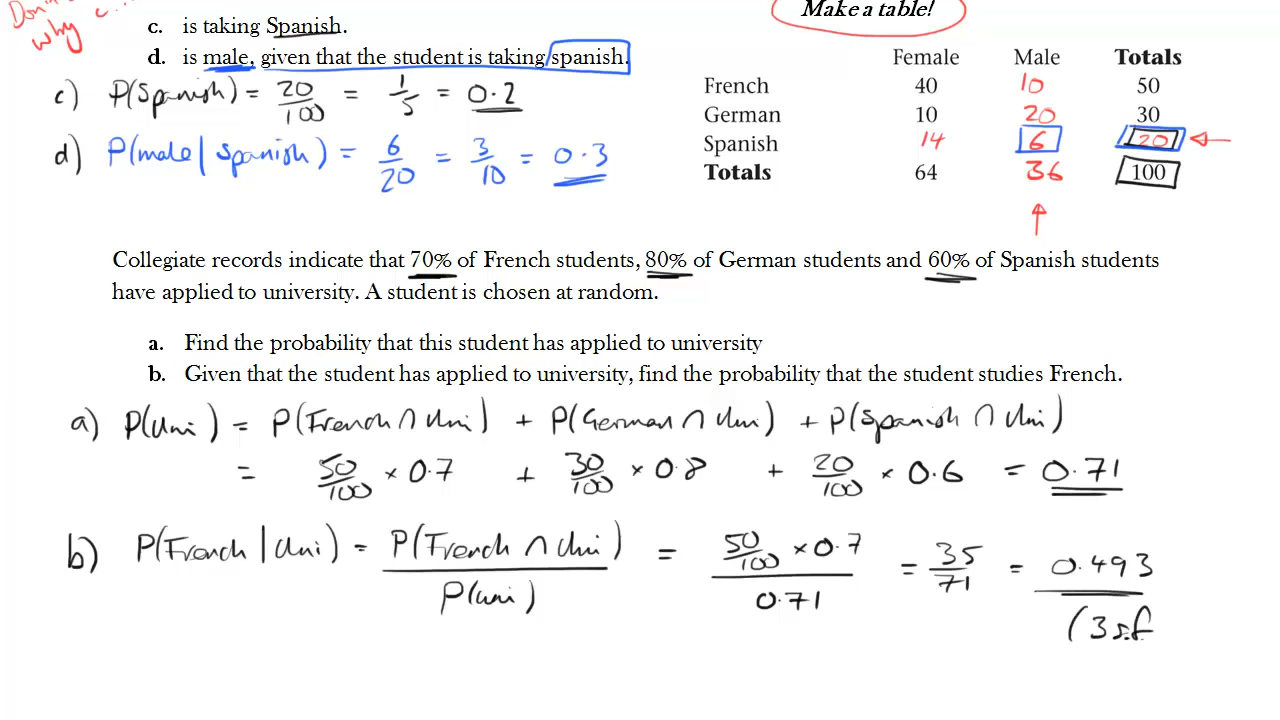 why
Make a table!
c. is taking Spanish.
d. is male, given that the student is taking spanish.
Female Male Totals
French 40 10 50
German 10 20 30
Spanish 14 6 20
Totals 64 36 100
c) P(Spanish) = 20/100 = 1/5 = 0.2
d) P(male | Spanish) = 6/20 = 3/10 = 0.3
Collegiate records indicate that 70% of French students, 80% of German students and 60% of Spanish students
have applied to university. A student is chosen at random.
a. Find the probability that this student has applied to university
b. Given that the student has applied to university, find the probability that the student studies French.
a) P(Uni) = P(French ∩ Uni) + P(German ∩ Uni) + P(Spanish ∩ Uni)
= 50/100 × 0.7 + 30/100 × 0.8 + 20/100 × 0.6 = 0.71
b) P(French | Uni) = P(French ∩ Uni) / P(Uni) = 50/100 × 0.7 / 0.71 = 35/71 = 0.493
(3 s.f